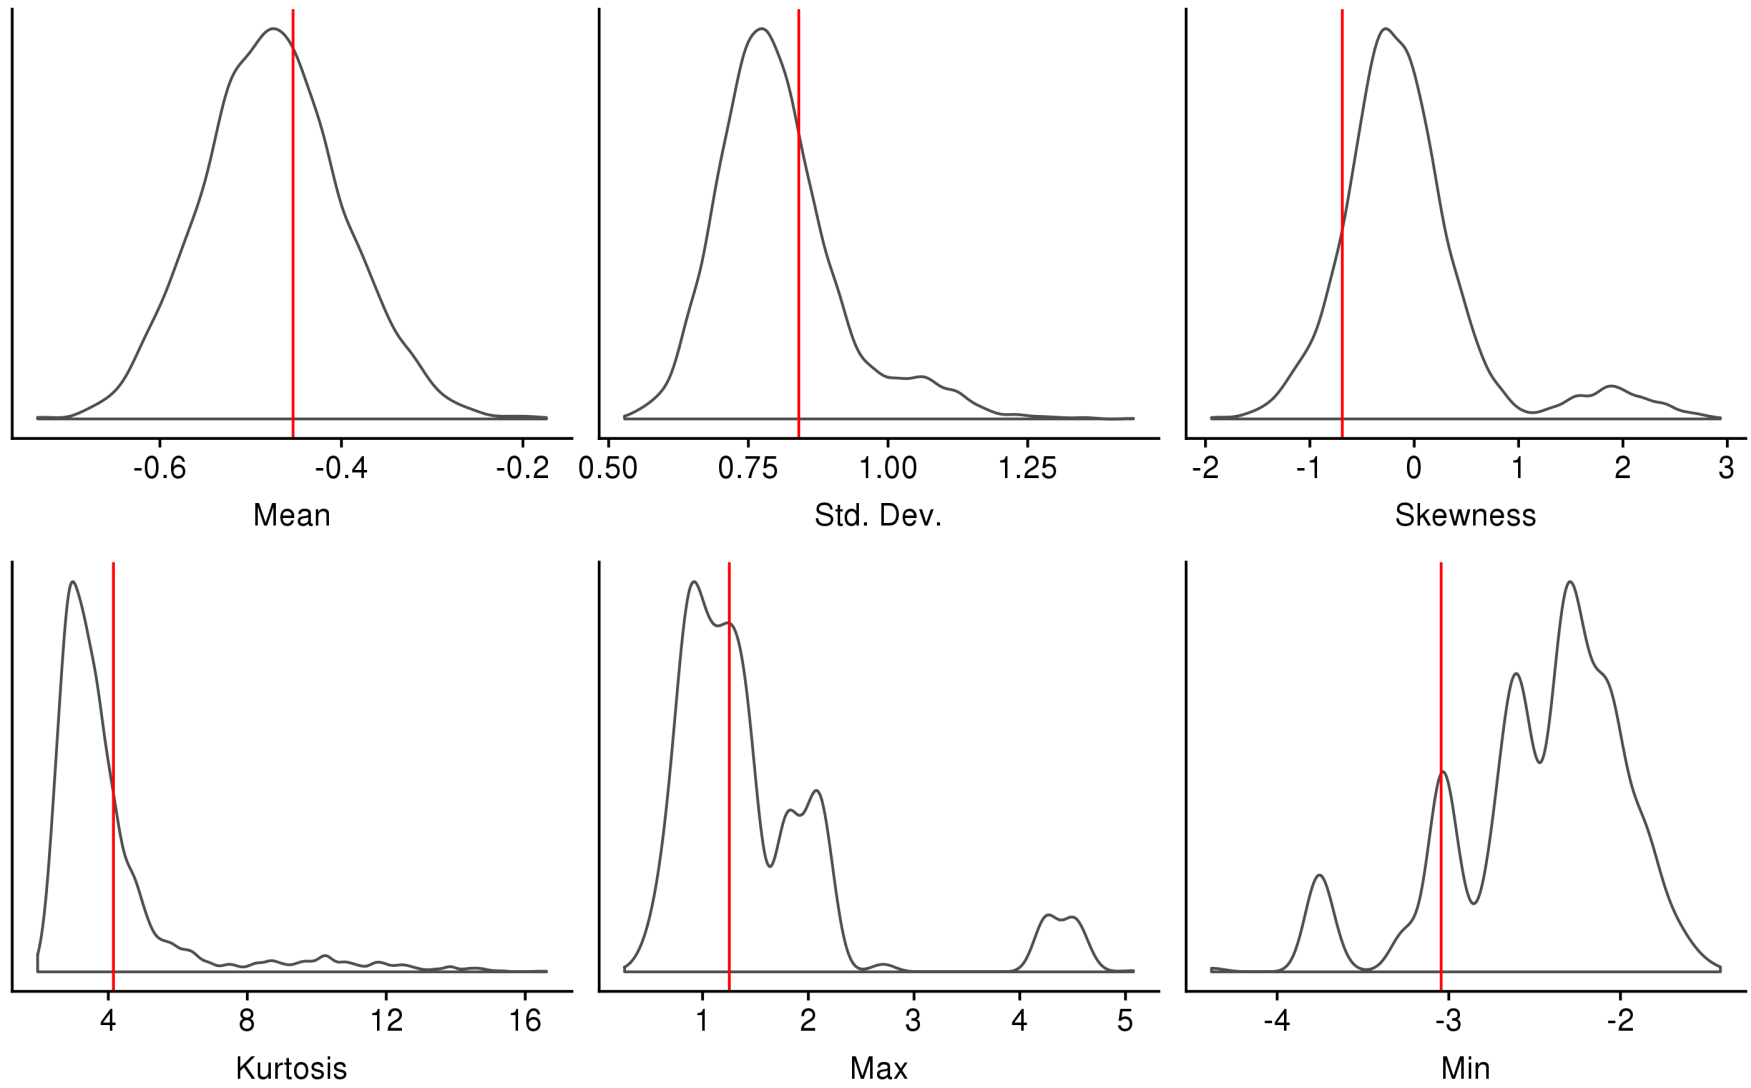 -0.6 -0.4 -0.2 0.50 0.75 1.00 1.25 -2 -1 0 1 2 3
Mean Std. Dev. Skewness
4 8 12 16 1 2 3 4 5 -4 -3 -2
Kurtosis Max Min